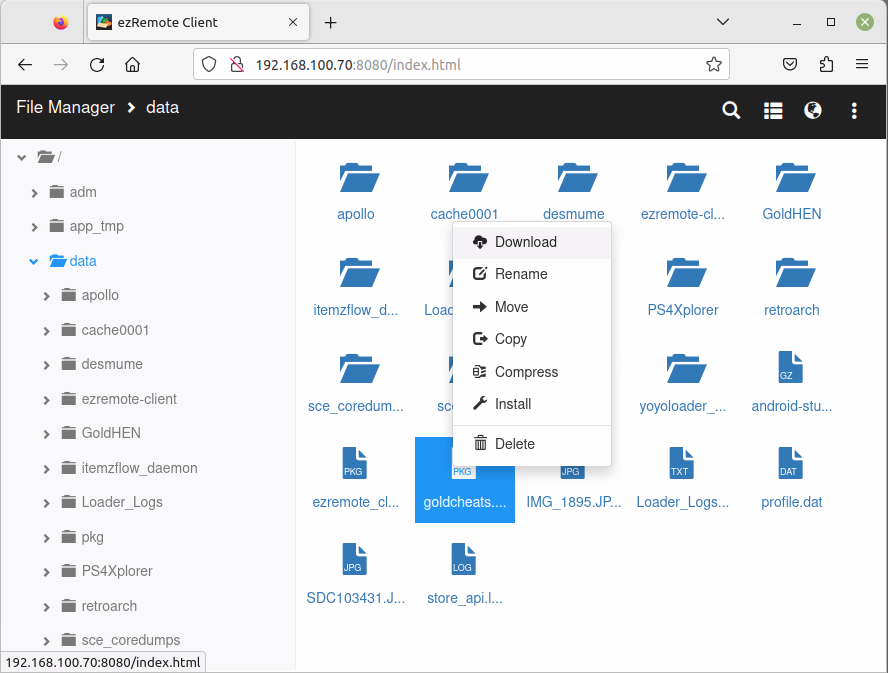 ezRemote Client
192.168.100.70:8080/index.html
File Manager > data
/
adm
app_tmp
data
apollo
cache0001
desmume
ezremote-client
GoldHEN
itemzflow_daemon
Loader_Logs
pkg
PS4Xplorer
retroarch
sce_coredumps
apollo cache0001 desmume ezremote-cl... GoldHEN
itemzflow_d... Load PS4Xplorer retroarch
sce_coredum... sc yoyoloader_... android-stu...
GZ
PKG PKG JPG TXT DAT
ezremote_cl... goldcheats.... IMG_1895.JP... Loader_Logs... profile.dat
JPG LOG
SDC103431.J... store_api.l...
Download
Rename
Move
Copy
Compress
Install
Delete
192.168.100.70:8080/index.html